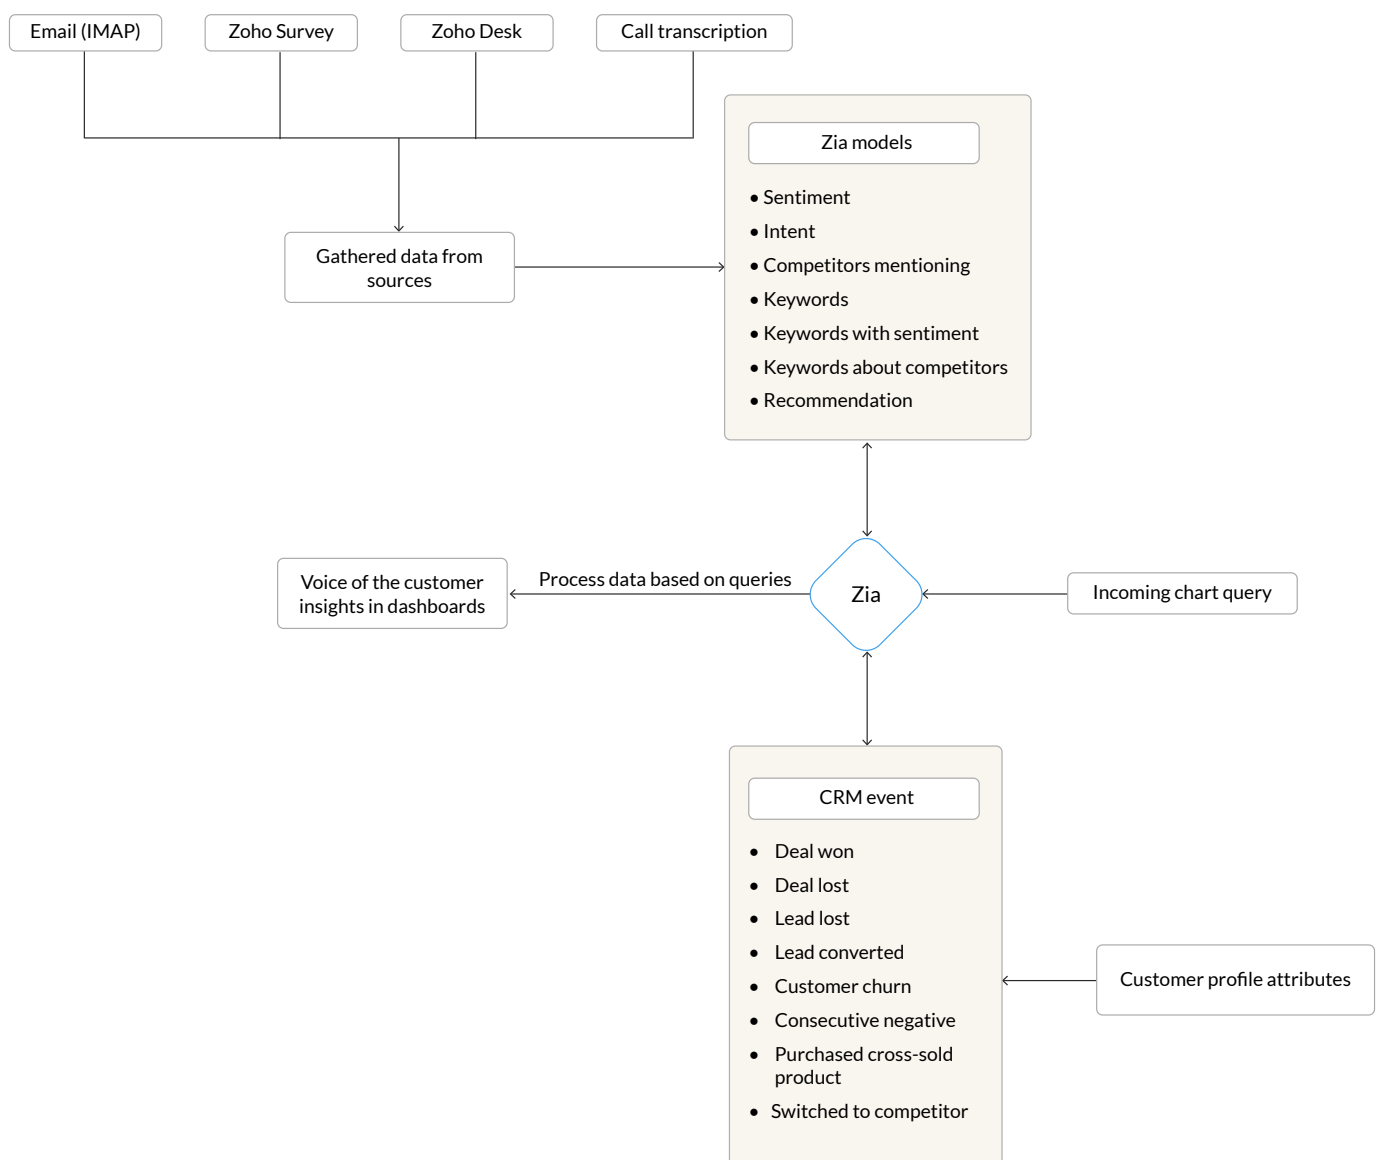 Email (IMAP)
Zoho Survey
Zoho Desk
Call transcription
Zia models
• Sentiment
• Intent
• Competitors mentioning
• Keywords
• Keywords with sentiment
• Keywords about competitors
• Recommendation
Gathered data from
sources
Voice of the customer
insights in dashboards
Process data based on queries
Zia
Incoming chart query
CRM event
• Deal won
• Deal lost
• Lead lost
• Lead converted
• Customer churn
• Consecutive negative
• Purchased cross-sold
product
• Switched to competitor
Customer profile attributes